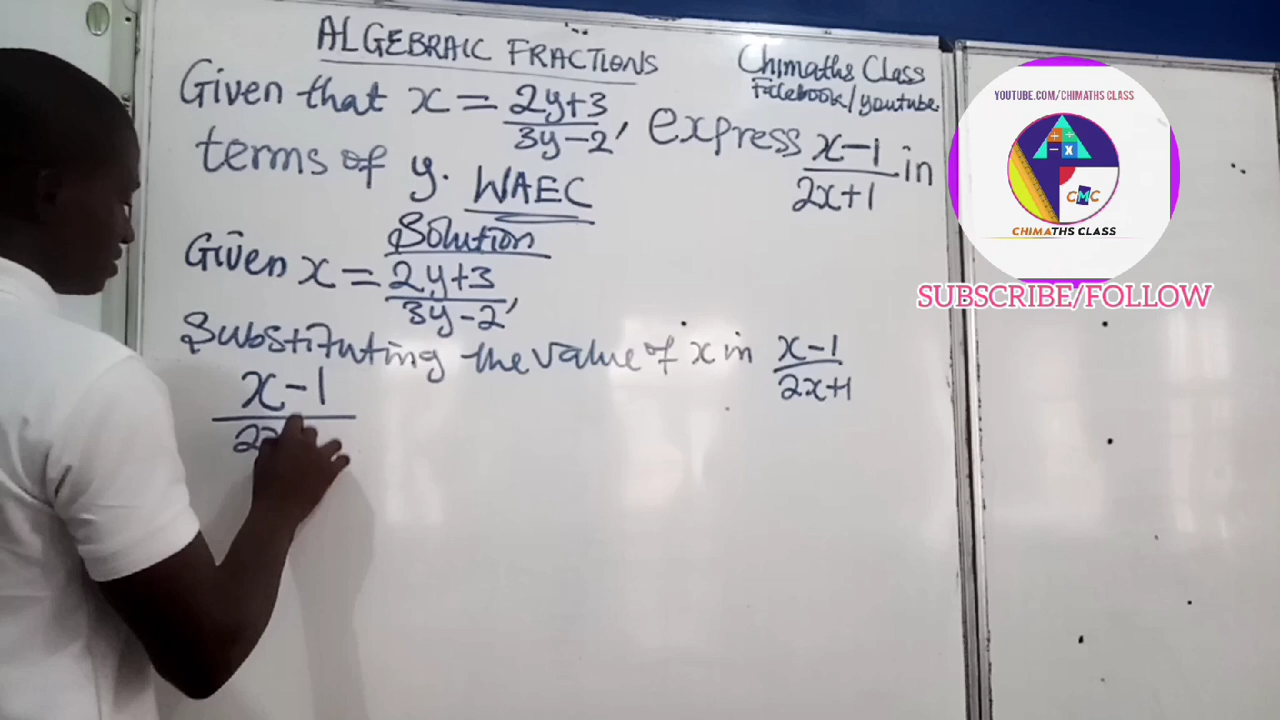 ALGEBRAIC FRACTIONS
Chimaths Class
Facebook/youtube
Given that x = (2y+3)/(3y-2), express (x-1)/(2x+1) in
terms of y. WAEC
Solution
Given x = (2y+3)/(3y-2),
Substituting the value of x in (x-1)/(2x+1)
x-1
2x
YOUTUBE.COM/CHIMATHS CLASS
+ ÷
- x
CMC
CHIMATHS CLASS
SUBSCRIBE/FOLLOW